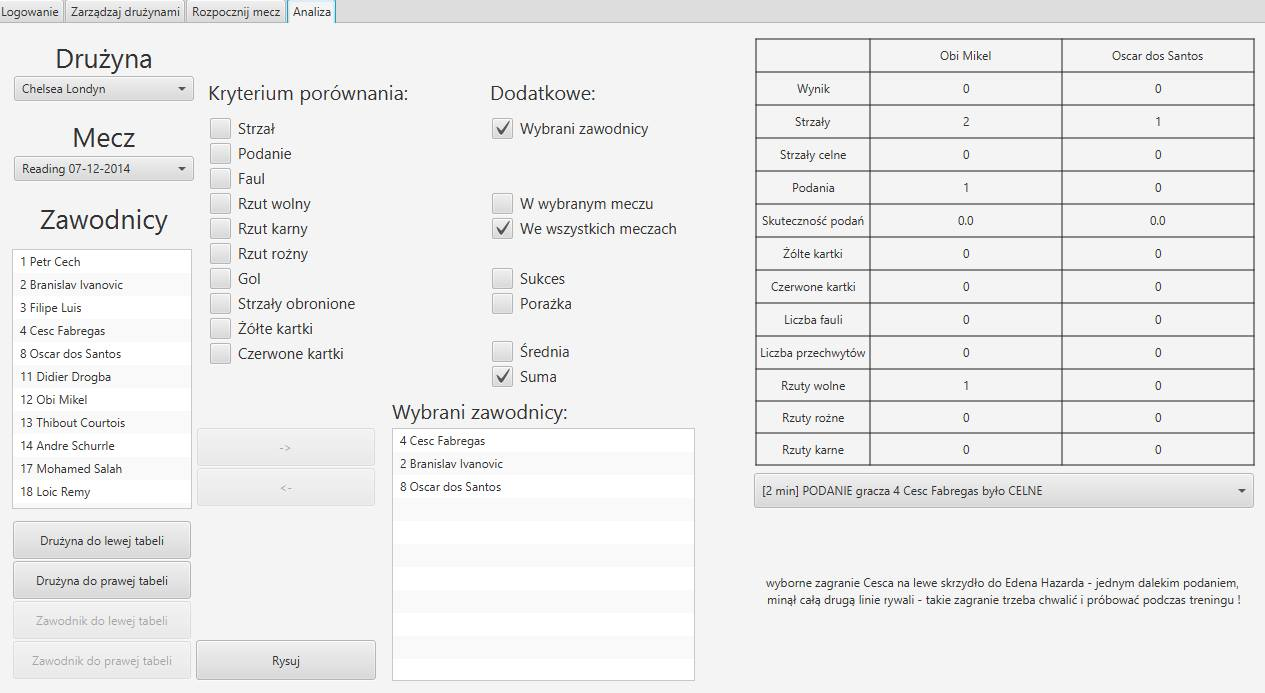 Logowanie Zarządzaj drużynami Rozpocznij mecz Analiza
Drużyna
Chelsea Londyn
Mecz
Reading 07-12-2014
Zawodnicy
1 Petr Cech
2 Branislav Ivanovic
3 Filipe Luis
4 Cesc Fabregas
8 Oscar dos Santos
11 Didier Drogba
12 Obi Mikel
13 Thibout Courtois
14 Andre Schurrle
17 Mohamed Salah
18 Loic Remy
Drużyna do lewej tabeli
Drużyna do prawej tabeli
Zawodnik do lewej tabeli
Zawodnik do prawej tabeli
Kryterium porównania:
Strzał
Podanie
Faul
Rzut wolny
Rzut karny
Rzut rożny
Gol
Strzały obronione
Żółte kartki
Czerwone kartki
->
<-
Rysuj
Dodatkowe:
Wybrani zawodnicy
W wybranym meczu
We wszystkich meczach
Sukces
Porażka
Średnia
Suma
Wybrani zawodnicy:
4 Cesc Fabregas
2 Branislav Ivanovic
8 Oscar dos Santos
Obi Mikel Oscar dos Santos
Wynik 0 0
Strzały 2 1
Strzały celne 0 0
Podania 1 0
Skuteczność podań 0.0 0.0
Żółte kartki 0 0
Czerwone kartki 0 0
Liczba fauli 0 0
Liczba przechwytów 0 0
Rzuty wolne 1 0
Rzuty rożne 0 0
Rzuty karne 0 0
[2 min] PODANIE gracza 4 Cesc Fabregas było CELNE
wyborne zagranie Cesca na lewe skrzydło do Edena Hazarda - jednym dalekim podaniem,
minął całą drugą linie rywali - takie zagranie trzeba chwalić i próbować podczas treningu !